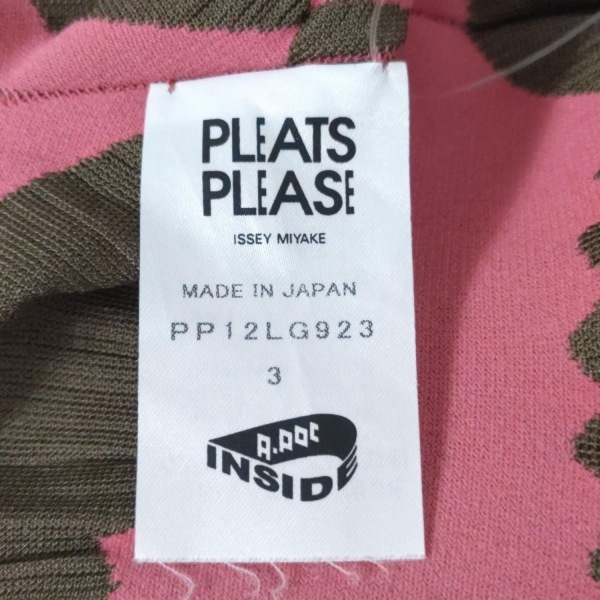 PLEATS
PLEASE
ISSEY MIYAKE
MADE IN JAPAN
PP12LG923
3
A.POC
INSIDE